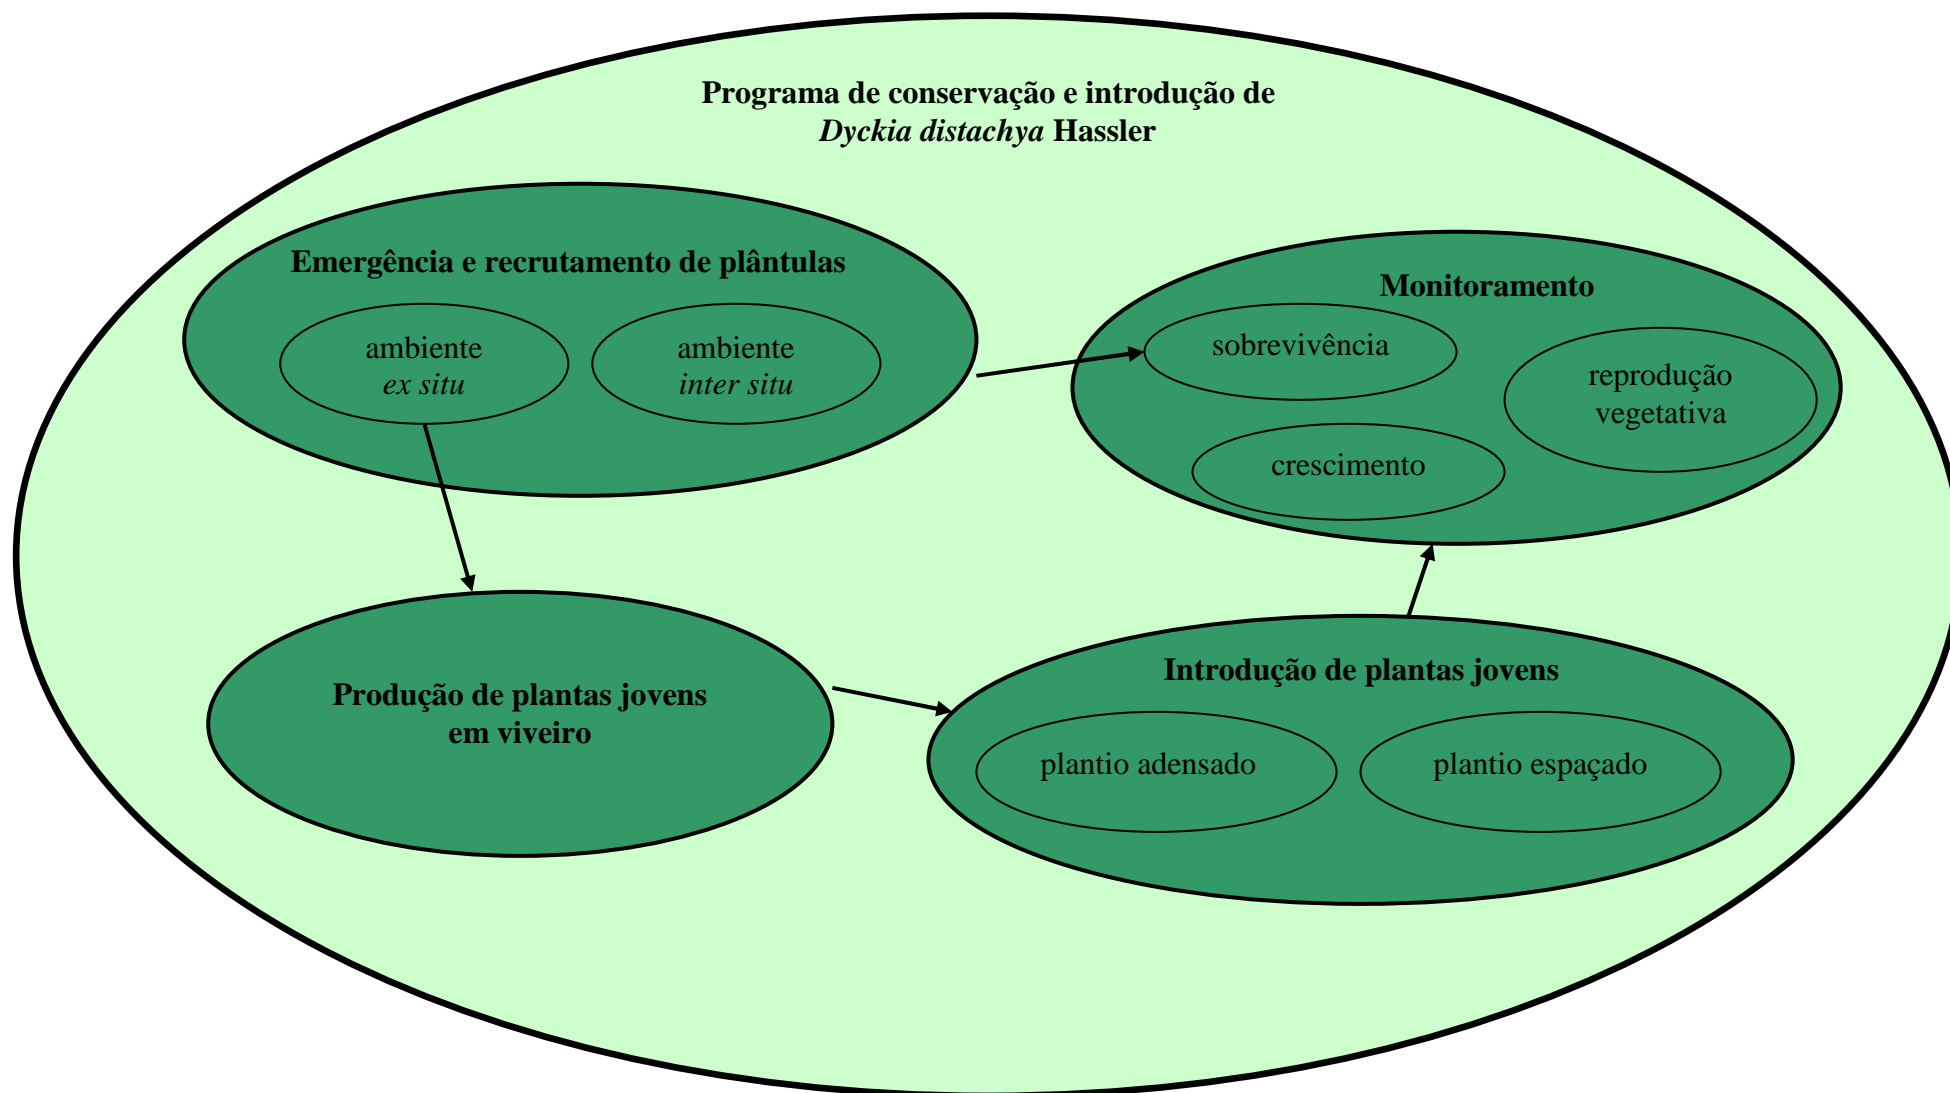 Programa de conservação e introdução de
Dyckia distachya Hassler
Emergência e recrutamento de plântulas
ambiente
ex situ
ambiente
inter situ
Monitoramento
sobrevivência
reprodução
vegetativa
crescimento
Produção de plantas jovens
em viveiro
Introdução de plantas jovens
plantio adensado
plantio espaçado